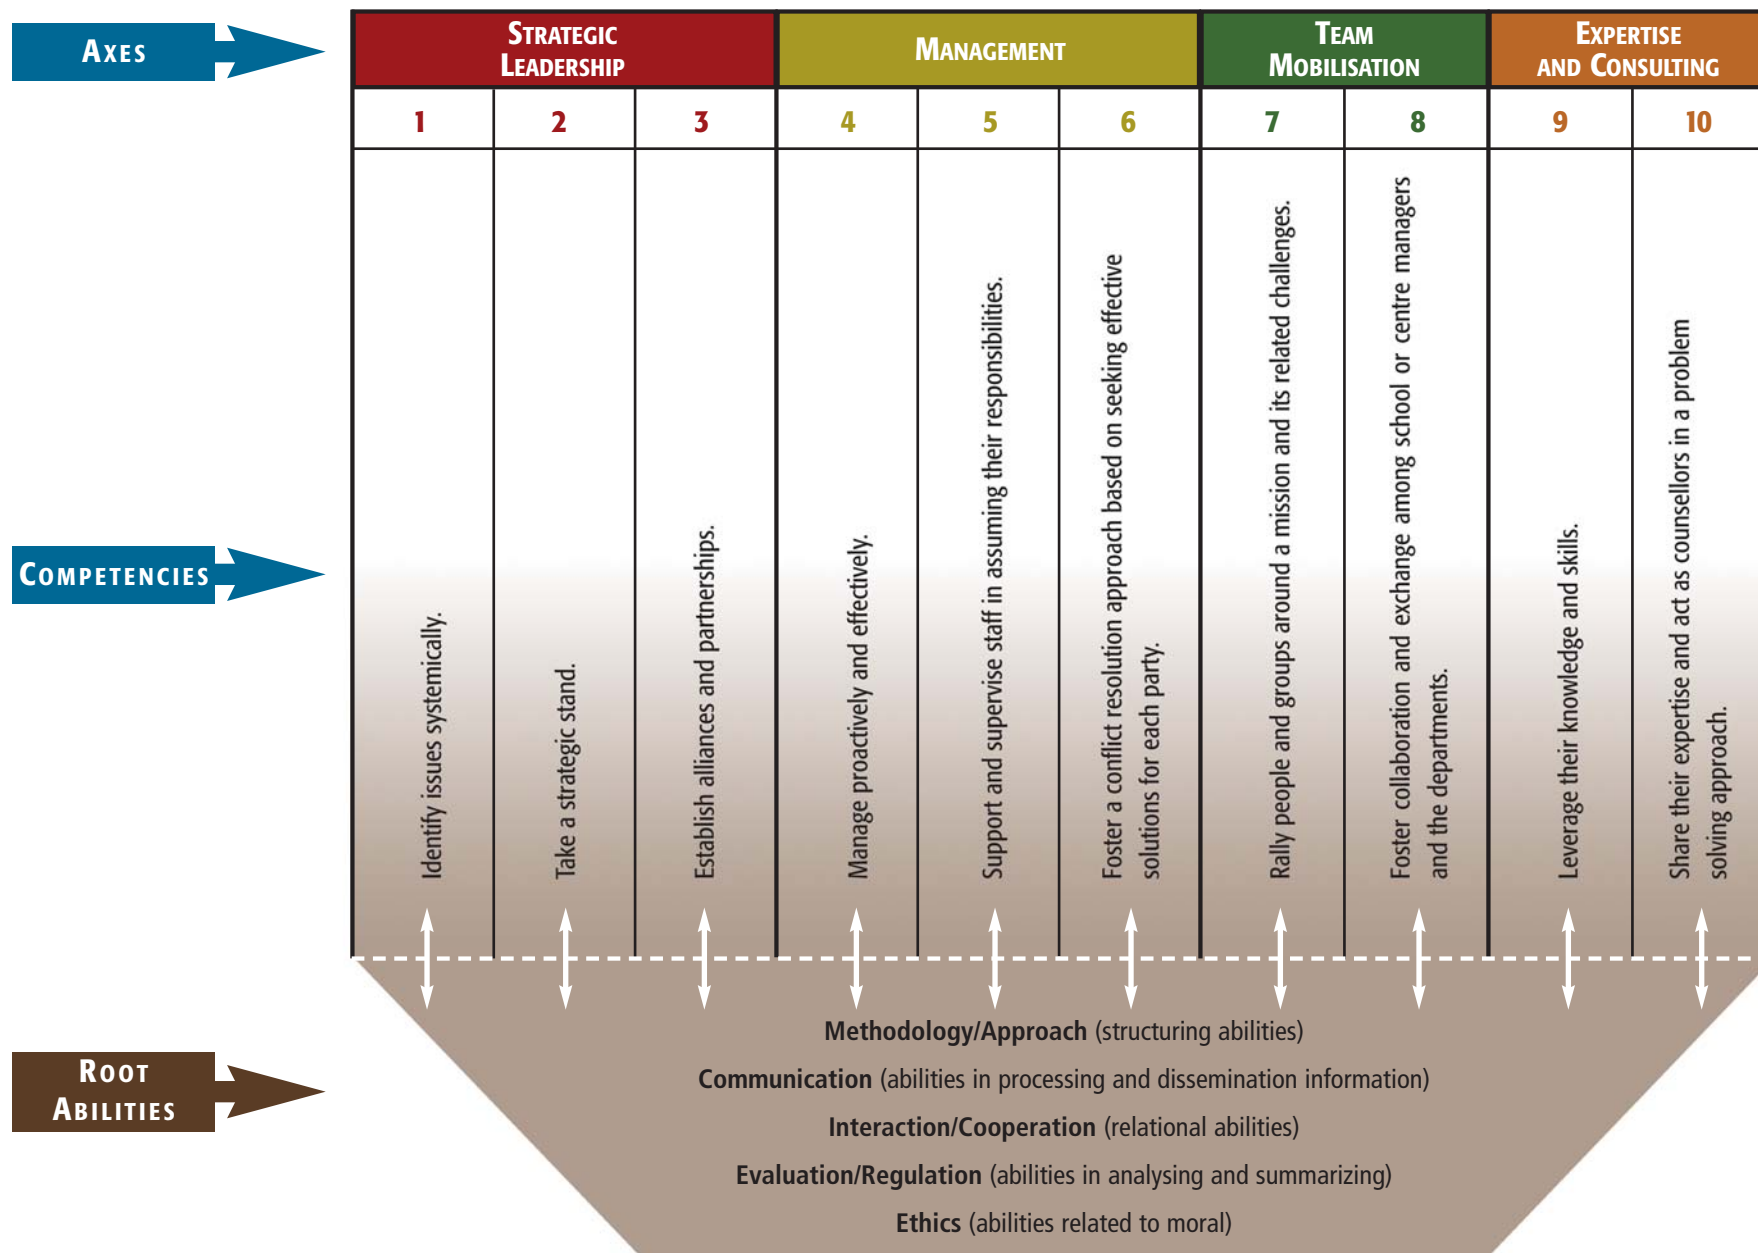 AXES
STRATEGIC
LEADERSHIP
MANAGEMENT
TEAM
MOBILISATION
EXPERTISE
AND CONSULTING
1
2
3
4
5
6
7
8
9
10
COMPETENCIES
Identify issues systemically.
Take a strategic stand.
Establish alliances and partnerships.
Manage proactively and effectively.
Support and supervise staff in assuming their responsibilities.
Foster a conflict resolution approach based on seeking effective
solutions for each party.
Rally people and groups around a mission and its related challenges.
Foster collaboration and exchange among school or centre managers
and the departments.
Leverage their knowledge and skills.
Share their expertise and act as counsellors in a problem
solving approach.
ROOT
ABILITIES
Methodology/Approach (structuring abilities)
Communication (abilities in processing and dissemination information)
Interaction/Cooperation (relational abilities)
Evaluation/Regulation (abilities in analysing and summarizing)
Ethics (abilities related to moral)